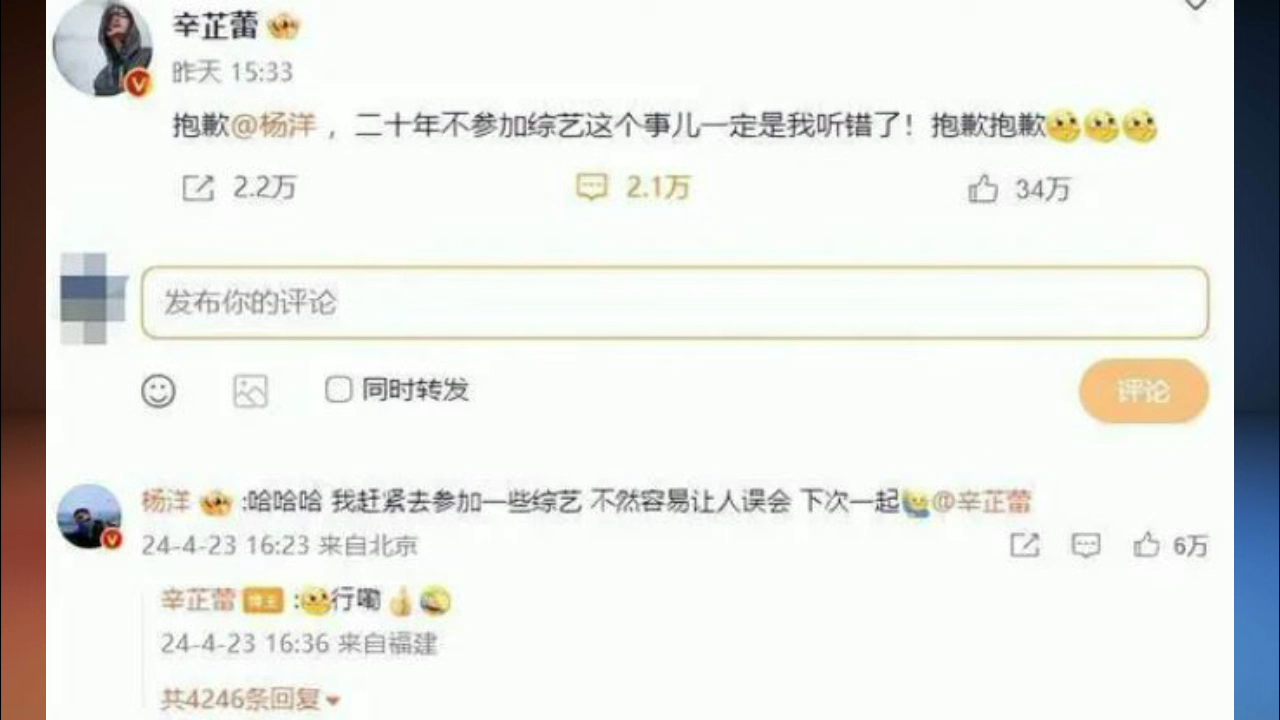 辛芷蕾
昨天 15:33
抱歉@杨洋 ，二十年不参加综艺这个事儿一定是我听错了！抱歉抱歉
2.2万
2.1万
34万
发布你的评论
同时转发
评论
杨洋 :哈哈哈 我赶紧去参加一些综艺 不然容易让人误会 下次一起@辛芷蕾
24-4-23 16:23 来自北京
6万
辛芷蕾 博主 :行嘞
24-4-23 16:36 来自福建
共4246条回复